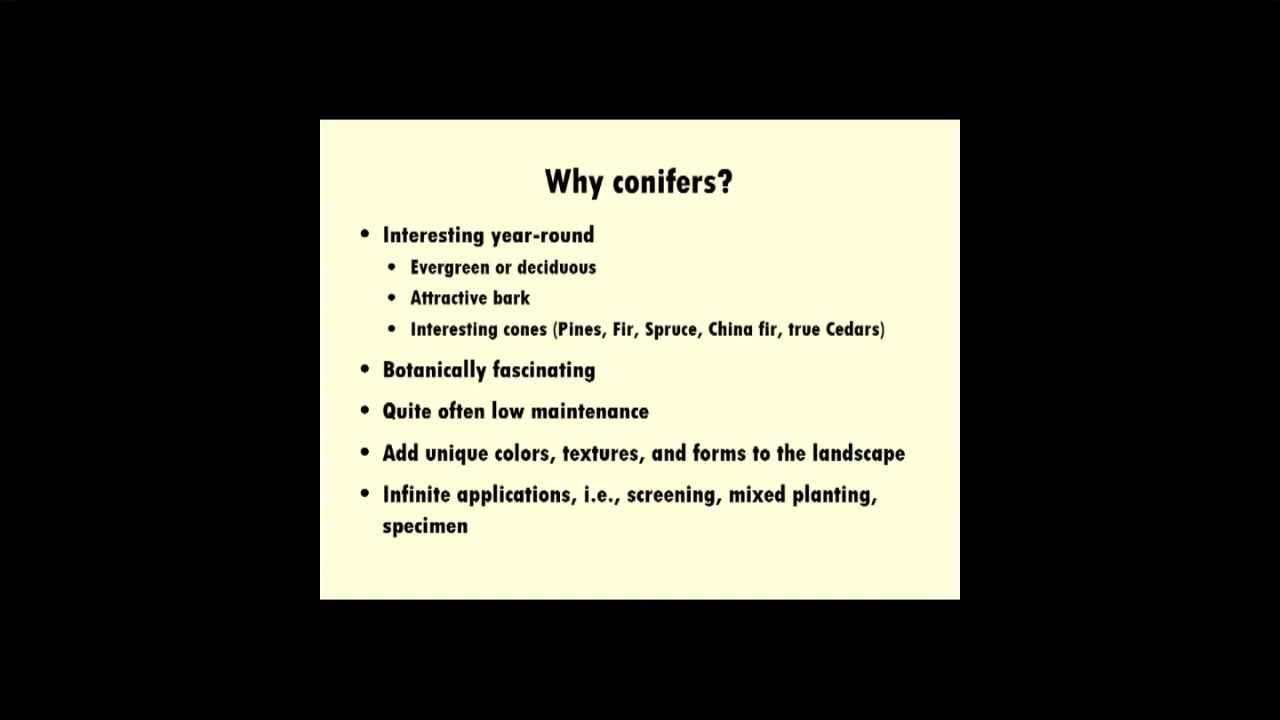 Why conifers?
• Interesting year-round
• Evergreen or deciduous
• Attractive bark
• Interesting cones (Pines, Fir, Spruce, China fir, true Cedars)
• Botanically fascinating
• Quite often low maintenance
• Add unique colors, textures, and forms to the landscape
• Infinite applications, i.e., screening, mixed planting,
specimen